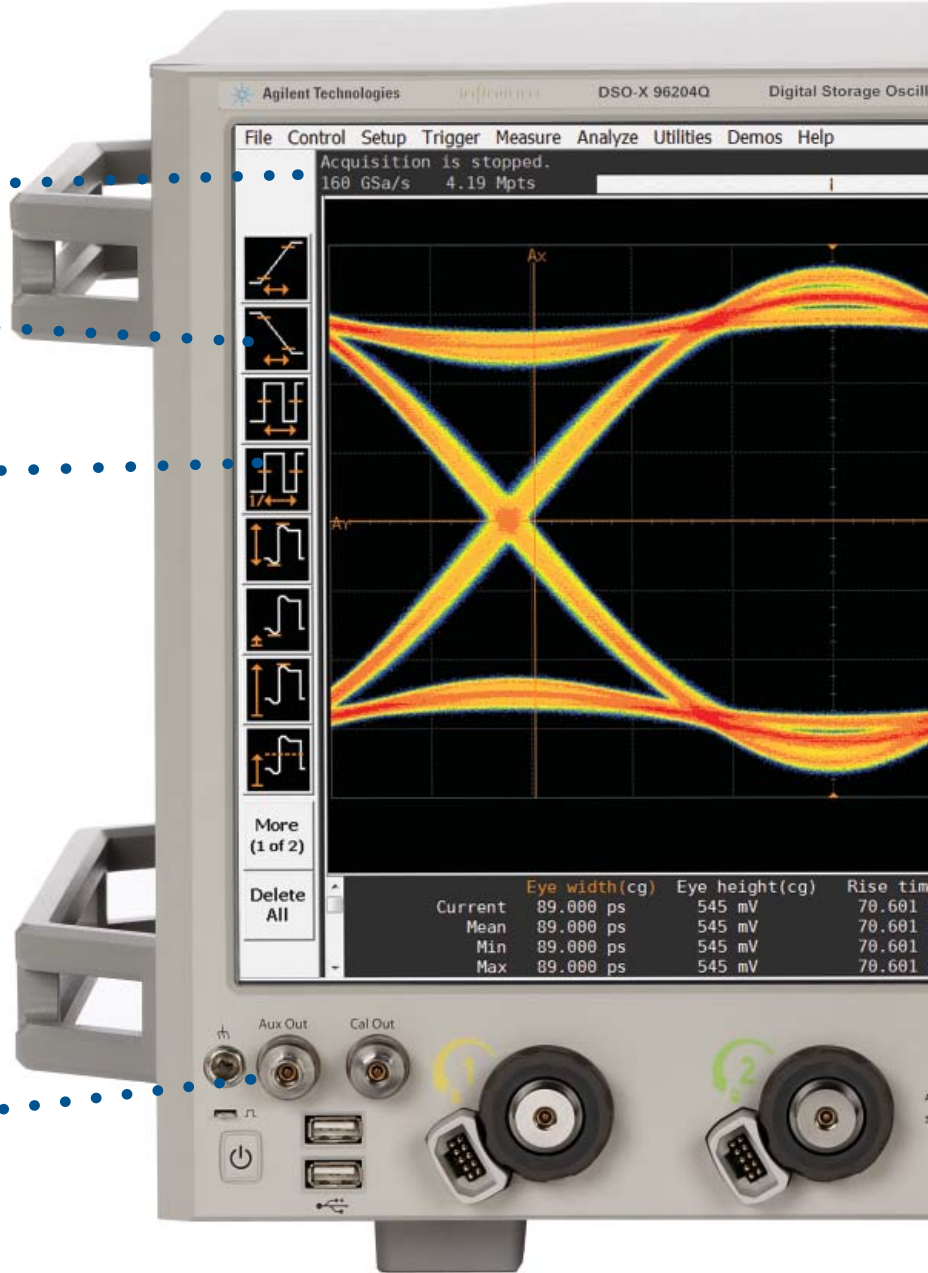 Agilent Technologies
DSO-X 96204Q
Digital Storage Oscill
File Control Setup Trigger Measure Analyze Utilities Demos Help
Acquisition is stopped.
160 GSa/s 4.19 Mpts
Ax
Ay
1/
More
(1 of 2)
Delete
All
Eye width(cg) Eye height(cg) Rise tim
Current 89.000 ps 545 mV 70.601
Mean 89.000 ps 545 mV 70.601
Min 89.000 ps 545 mV 70.601
Max 89.000 ps 545 mV 70.601
Aux Out
Cal Out
1
2